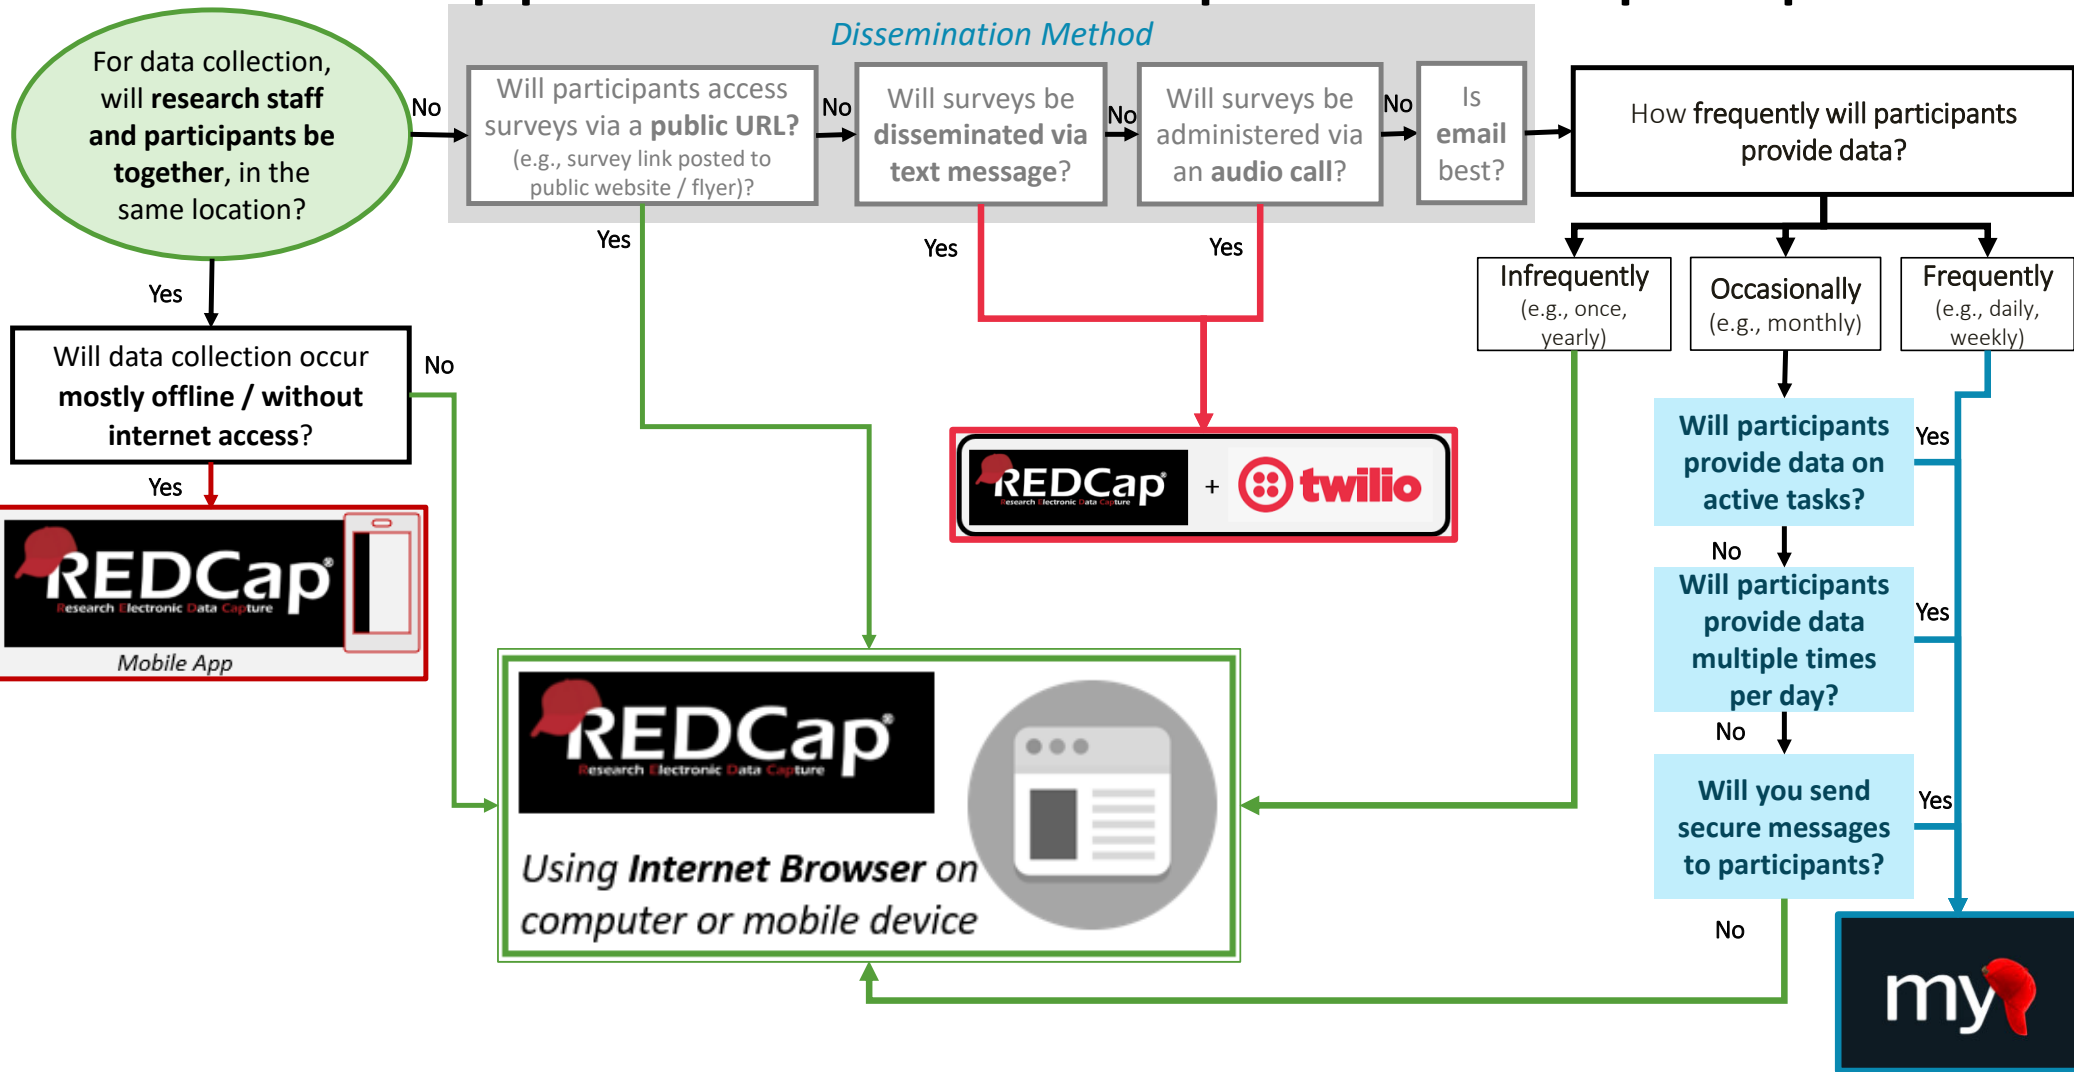 Dissemination Method
For data collection,
will research staff
and participants be
together, in the
same location?
No
Will participants access
surveys via a public URL?
(e.g., survey link posted to
public website / flyer)?
No
Will surveys be
disseminated via
text message?
No
Will surveys be
administered via
an audio call?
No
Is
email
best?
How frequently will participants
provide data?
Yes
Yes
Yes
Yes
Infrequently
(e.g., once,
yearly)
Occasionally
(e.g., monthly)
Frequently
(e.g., daily,
weekly)
Will data collection occur
mostly offline / without
internet access?
No
Yes
REDCap®
Research Electronic Data Capture
Mobile App
REDCap®
Research Electronic Data Capture
+
twilio
Will participants
provide data on
active tasks?
Yes
No
Will participants
provide data
multiple times
per day?
Yes
No
Will you send
secure messages
to participants?
Yes
No
REDCap®
Research Electronic Data Capture
Using Internet Browser on
computer or mobile device
my